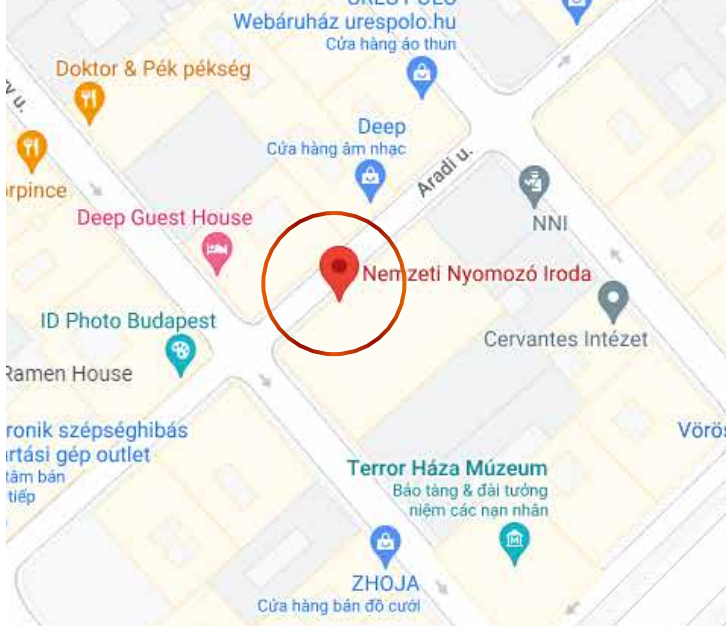 Webáruház urespolo.hu
Cửa hàng áo thun
Doktor & Pék pékség
Deep
Cửa hàng âm nhạc
Aradi u.
NNI
Deep Guest House
Nemzeti Nyomozó Iroda
ID Photo Budapest
Cervantes Intézet
Ramen House
Terror Háza Múzeum
Bảo tàng & đài tưởng
niệm các nạn nhân
ZHOJA
Cửa hàng bán đồ cưới